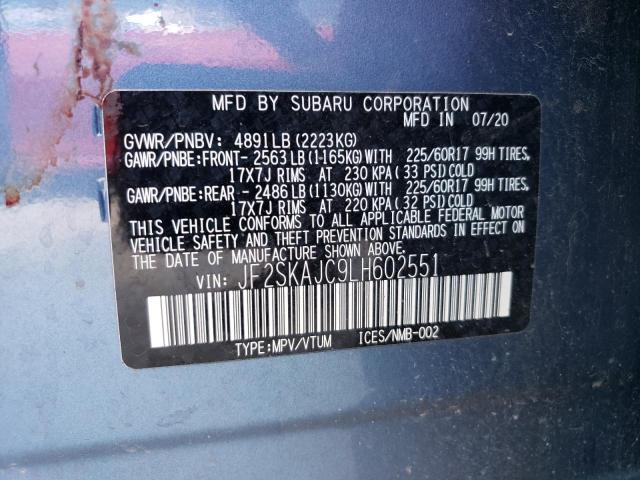 MFD BY SUBARU CORPORATION
MFD IN 07/20
GVWR/PNBV: 4891LB (2223KG)
GAWR/PNBE:FRONT- 2563 LB (1165KG) WITH 225/60R17 99H TIRES,
17X7J RIMS AT 230 KPA ( 33 PSI) COLD
GAWR/PNBE:REAR - 2486 LB (1130KG) WITH 225/60R17 99H TIRES,
17X7J RIMS AT 220 KPA ( 32 PSI) COLD
THIS VEHICLE CONFORMS TO ALL APPLICABLE FEDERAL MOTOR
VEHICLE SAFETY AND THEFT PREVENTION STANDARDS IN EFFECT ON
THE DATE OF MANUFACTURE SHOWN ABOVE.
VIN: JF2SKAJC9LH602551
TYPE:MPV/VTUM ICES/NMB-002